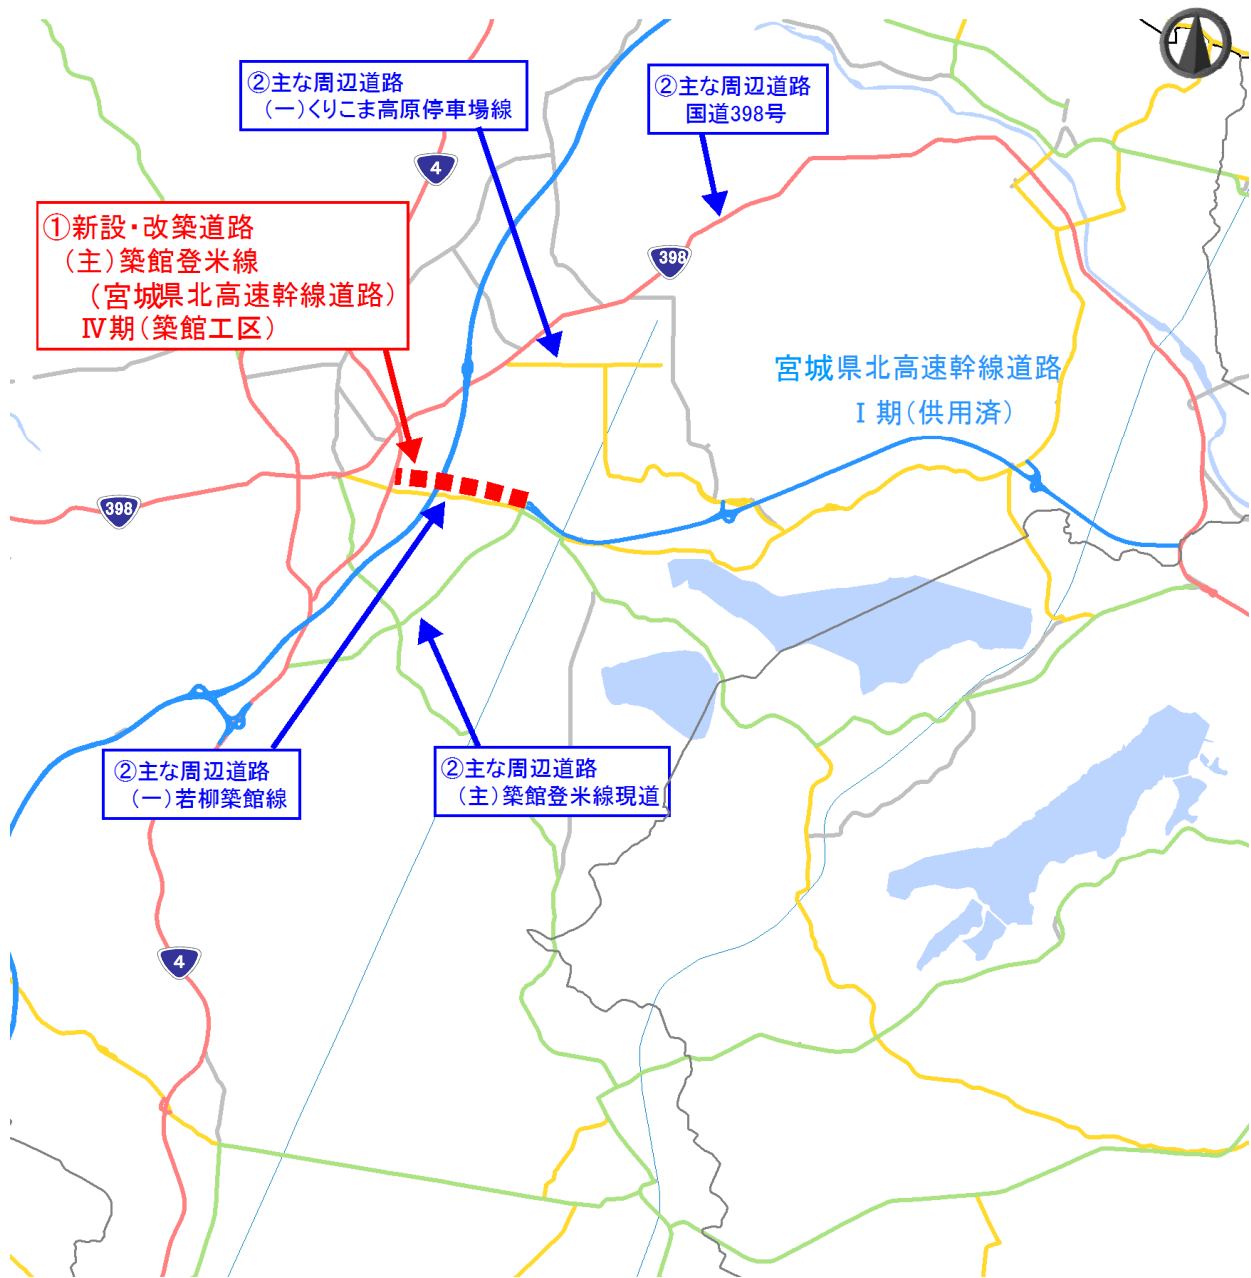 ②主な周辺道路
(一)くりこま高原停車場線
②主な周辺道路
国道398号
4
①新設・改築道路
(主)築館登米線
(宮城県北高速幹線道路)
Ⅳ期(築館工区)
398
宮城県北高速幹線道路
Ⅰ期(供用済)
398
②主な周辺道路
(一)若柳築館線
②主な周辺道路
(主)築館登米線現道
4